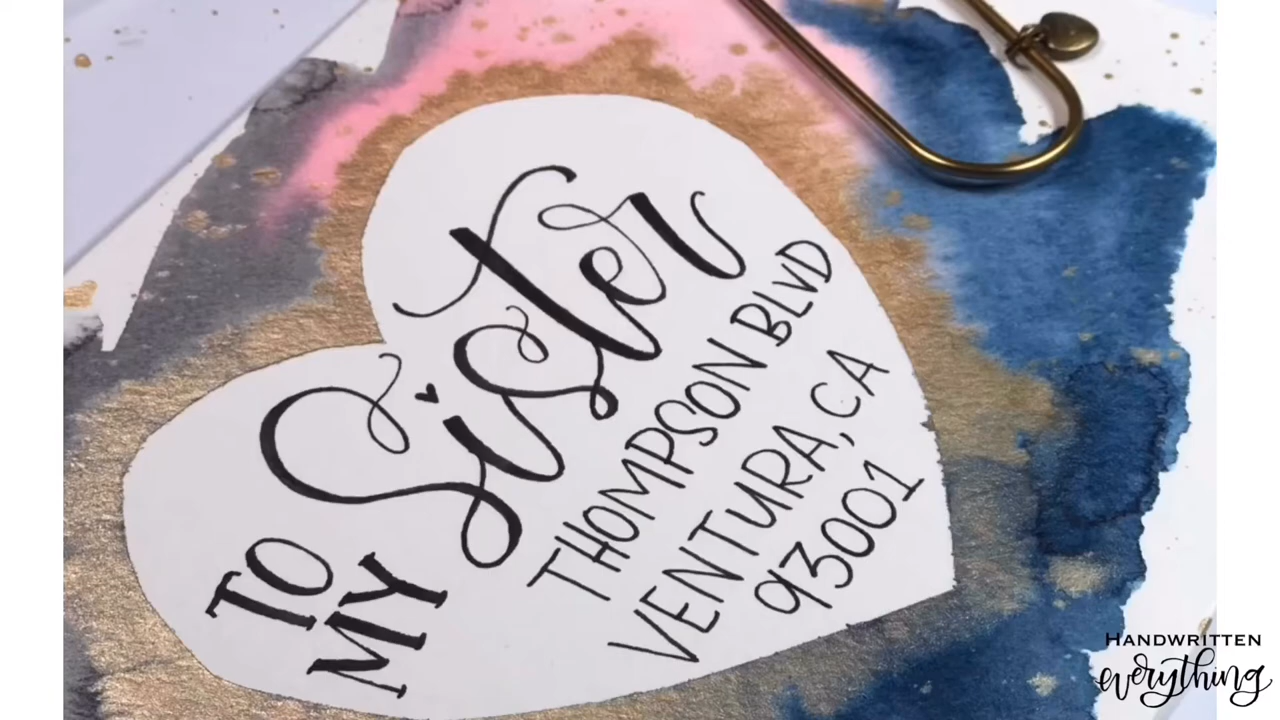 TO
MY
Sister
THOMPSON BLVD
VENTURA, CA
93001
HANDWRITTEN
everything